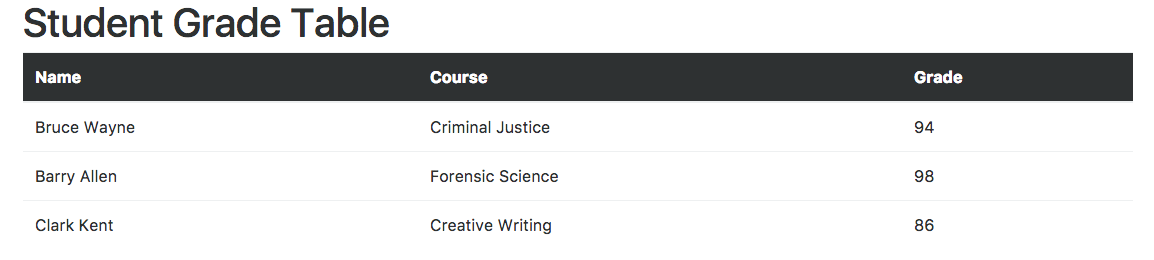 Student Grade Table
Name Course Grade
Bruce Wayne Criminal Justice 94
Barry Allen Forensic Science 98
Clark Kent Creative Writing 86